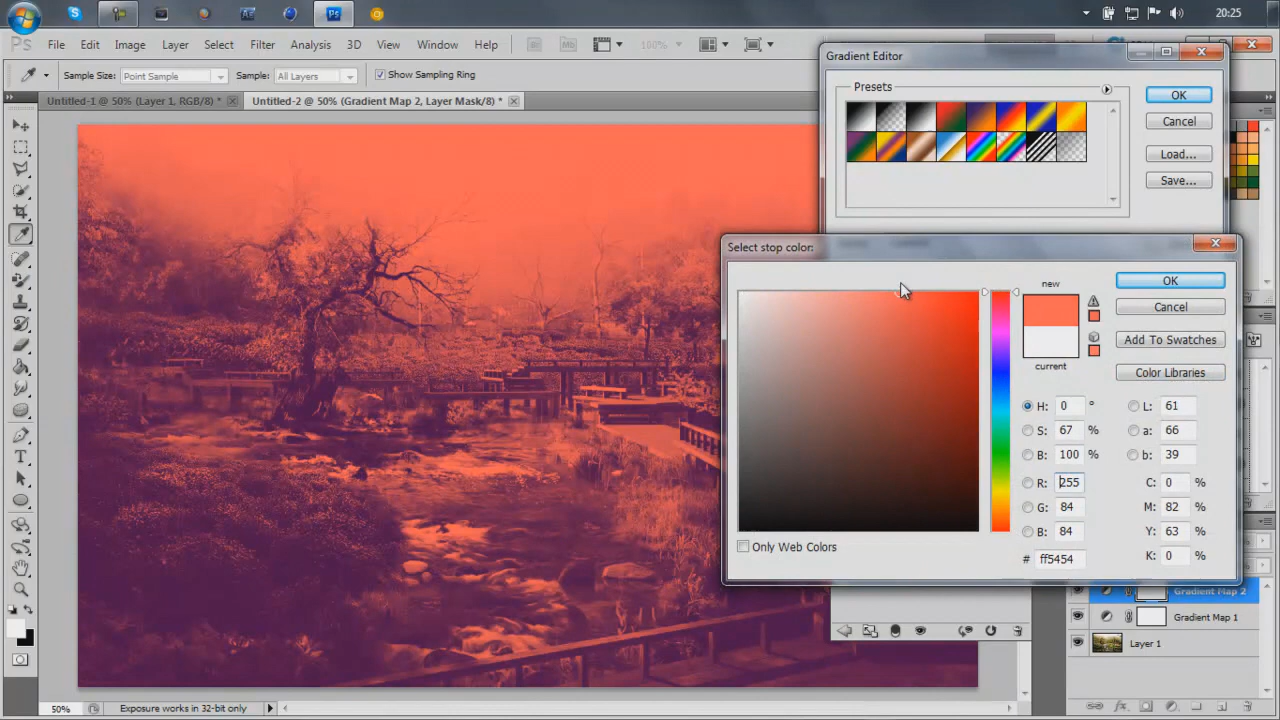 20:25
Ps File Edit Image Layer Select Filter Analysis 3D View Window Help Br Mb 100%
Gradient Editor
Sample Size: Point Sample Sample: All Layers Show Sampling Ring
Presets
OK
Untitled-1 @ 50% (Layer 1, RGB/8) * Untitled-2 @ 50% (Gradient Map 2, Layer Mask/8) *
Cancel
Load...
Save...
Select stop color:
new
OK
Cancel
Add To Swatches
current
Color Libraries
H: 0 ° L: 61
S: 67 % a: 66
B: 100 % b: 39
R: 255 C: 0 %
G: 84 M: 82 %
B: 84 Y: 63 %
Only Web Colors # ff5454 K: 0 %
Gradient Map 2
Gradient Map 1
Layer 1
50% Exposure works in 32-bit only